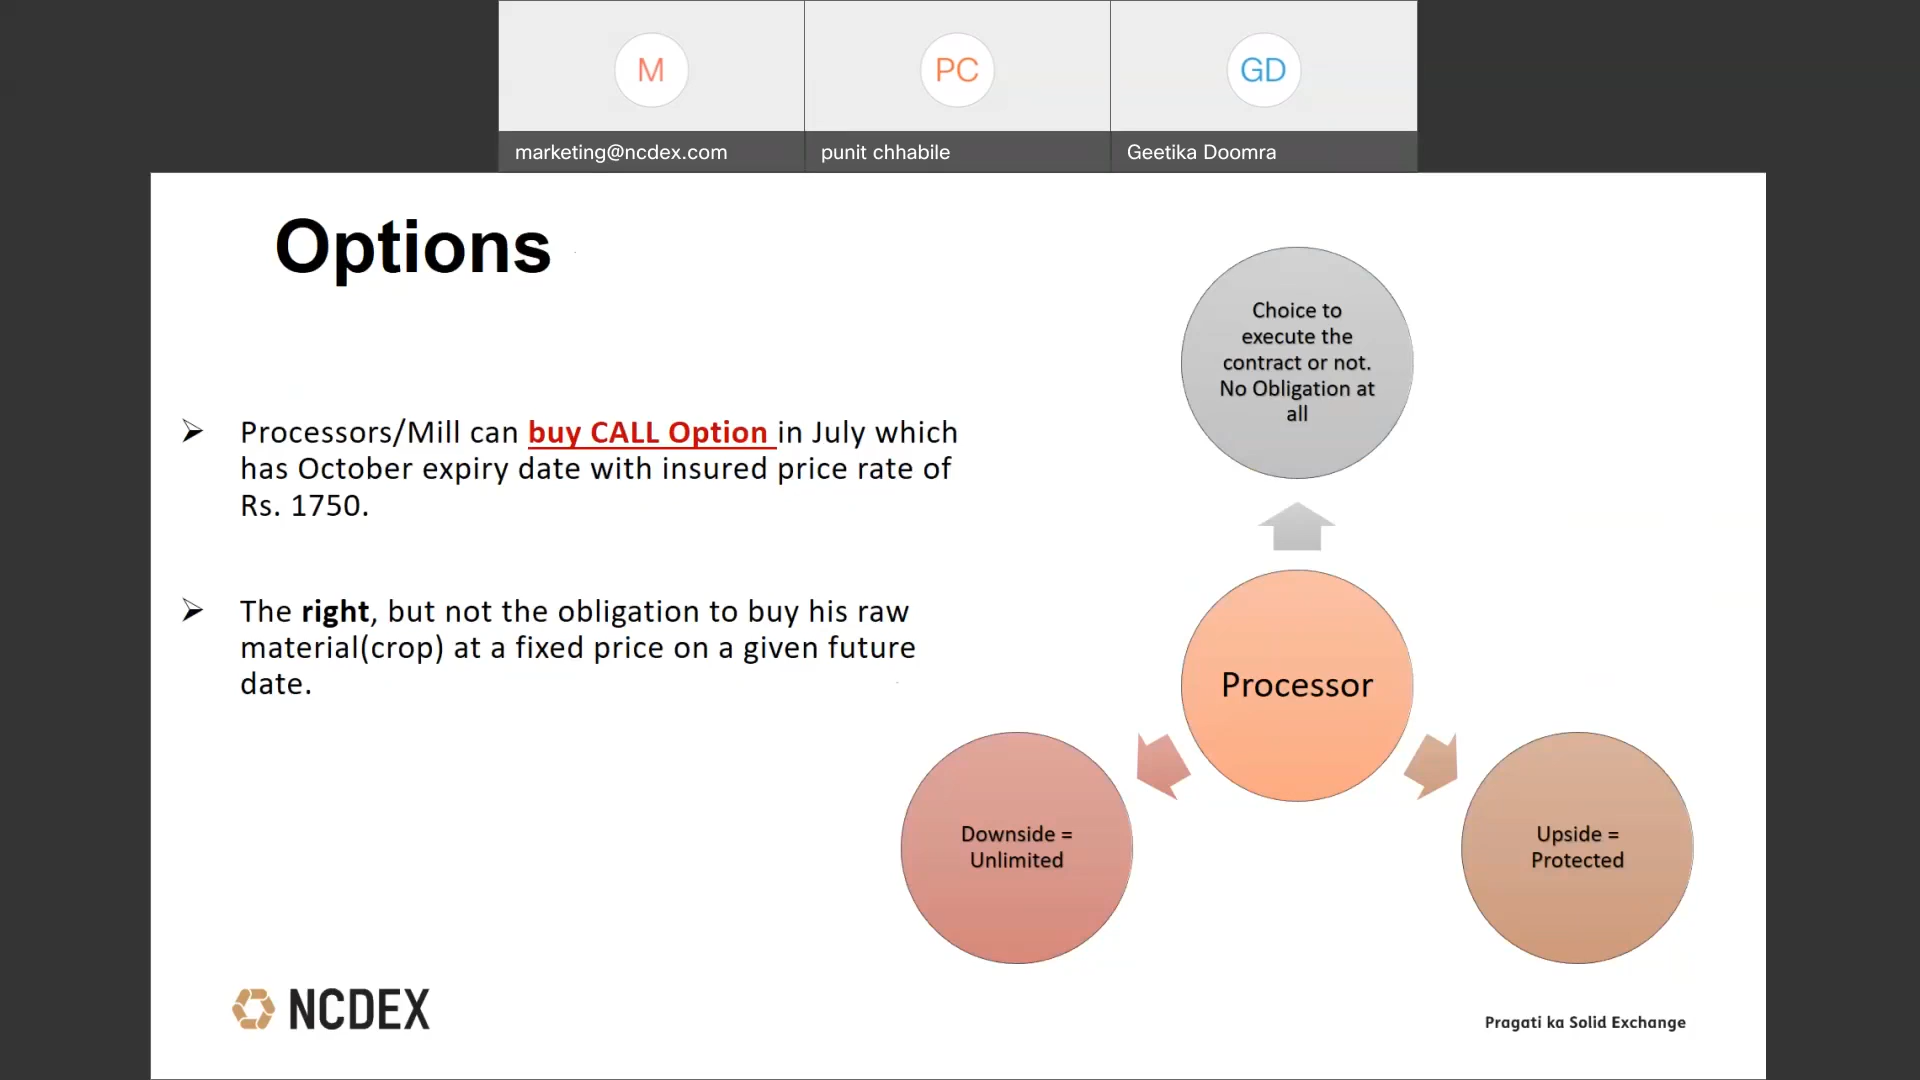 M
PC
GD
marketing@ncdex.com
punit chhabile
Geetika Doomra
Options
Processors/Mill can buy CALL Option in July which
has October expiry date with insured price rate of
Rs. 1750.
The right, but not the obligation to buy his raw
material(crop) at a fixed price on a given future
date.
Choice to
execute the
contract or not.
No Obligation at
all
Processor
Downside =
Unlimited
Upside =
Protected
NCDEX
Pragati ka Solid Exchange